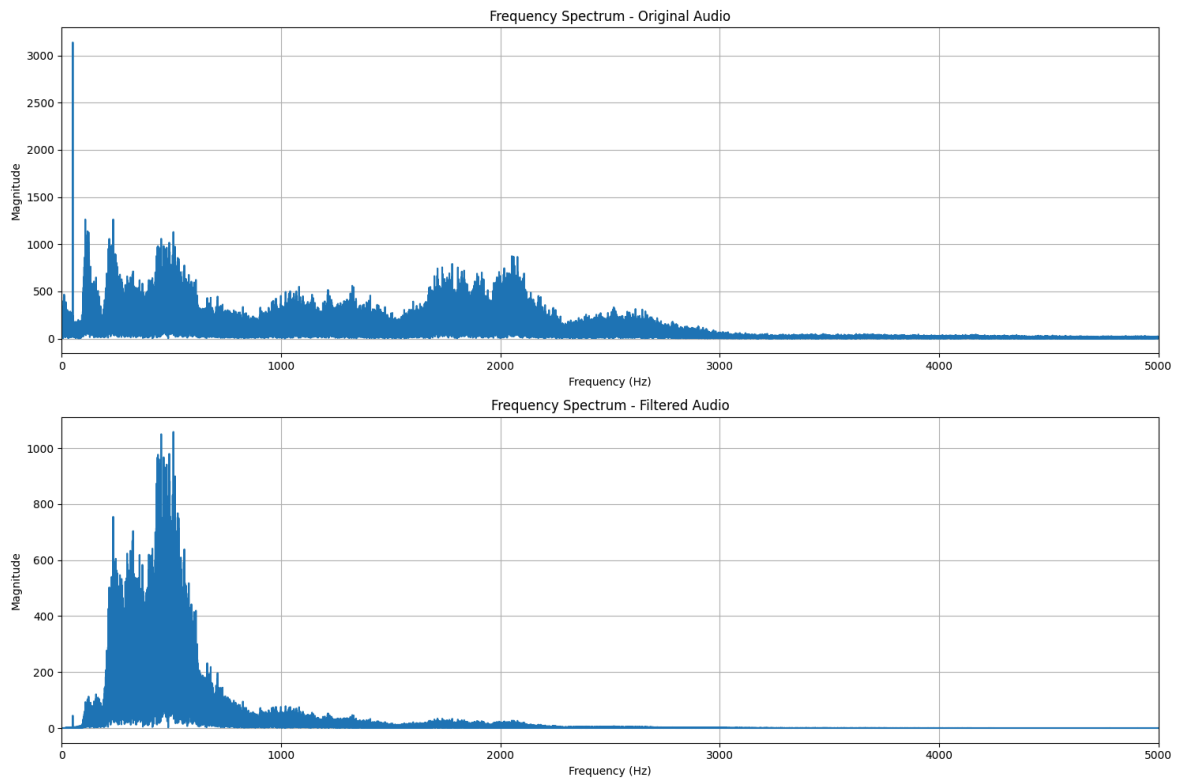 Frequency Spectrum - Original Audio
3000
2500
2000
1500
1000
500
0
Magnitude
0 1000 2000 3000 4000 5000
Frequency (Hz)
Frequency Spectrum - Filtered Audio
1000
800
600
400
200
0
Magnitude
0 1000 2000 3000 4000 5000
Frequency (Hz)